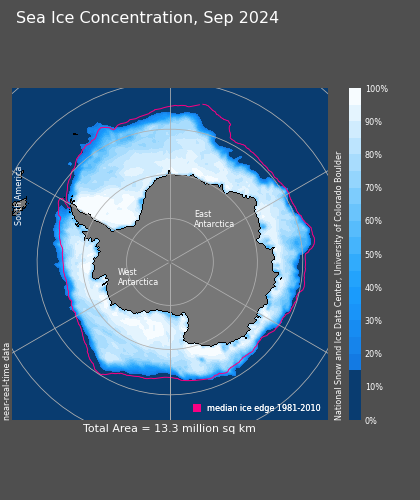 Sea Ice Concentration, Sep 2024
South America
East
Antarctica
West
Antarctica
near-real-time data
median ice edge 1981-2010
Total Area = 13.3 million sq km
National Snow and Ice Data Center, University of Colorado Boulder
100%
90%
80%
70%
60%
50%
40%
30%
20%
10%
0%